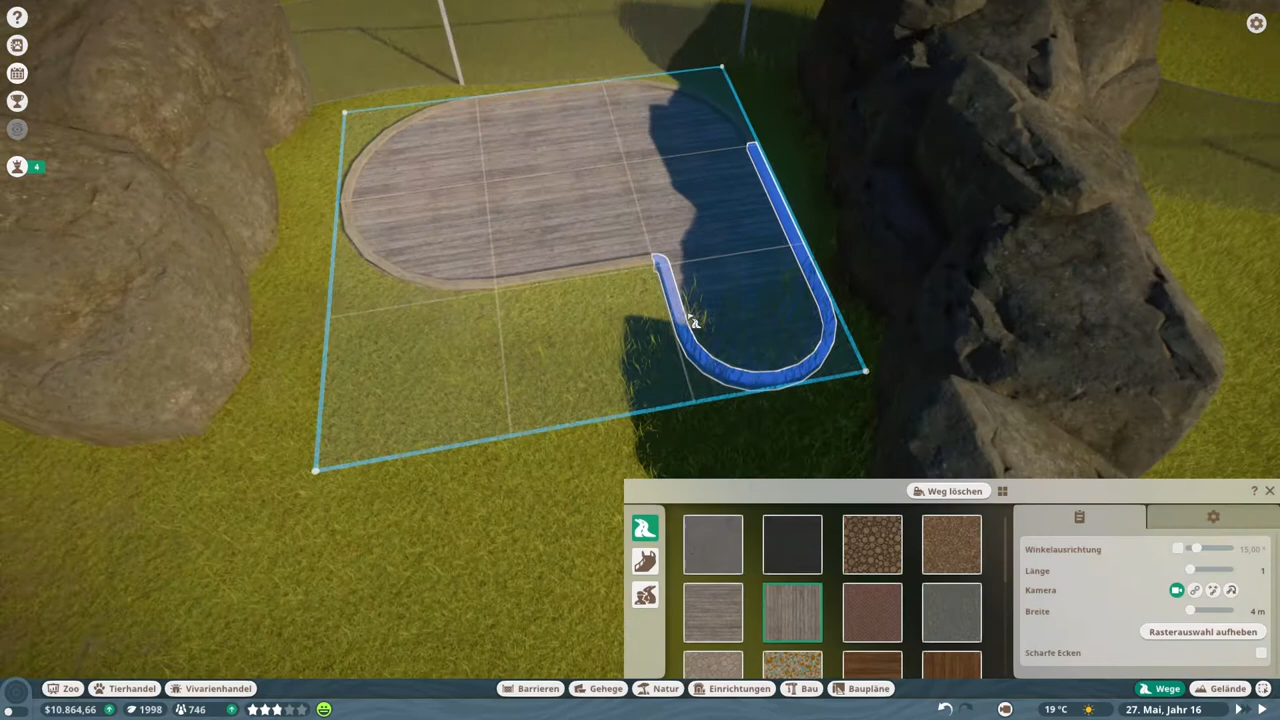 4
Weg löschen
?
Winkelausrichtung 15,00 °
Länge 1
Kamera
Breite 4 m
Rasterauswahl aufheben
Scharfe Ecken
Zoo Tierhandel Vivarienhandel Barrieren Gehege Natur Einrichtungen Bau Baupläne Wege Gelände
$10.864,66 1998 746 19 °C 27. Mai, Jahr 16